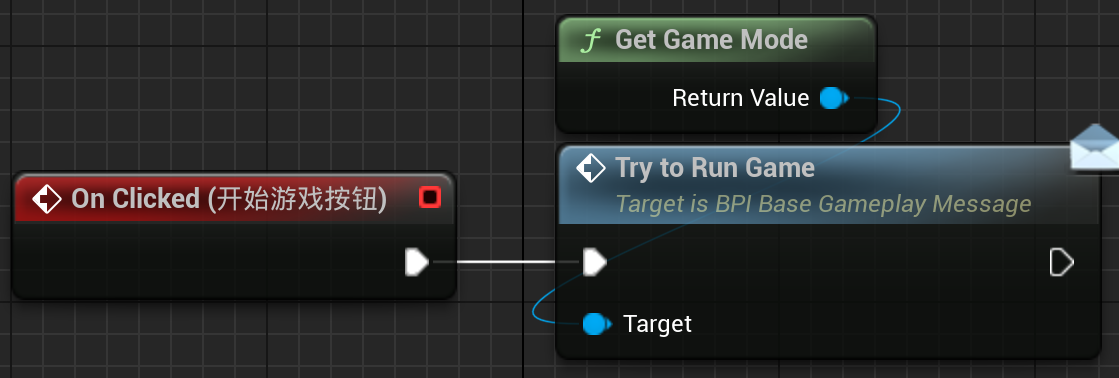 Get Game Mode
Return Value
Try to Run Game
Target is BPI Base Gameplay Message
On Clicked (开始游戏按钮)
Target